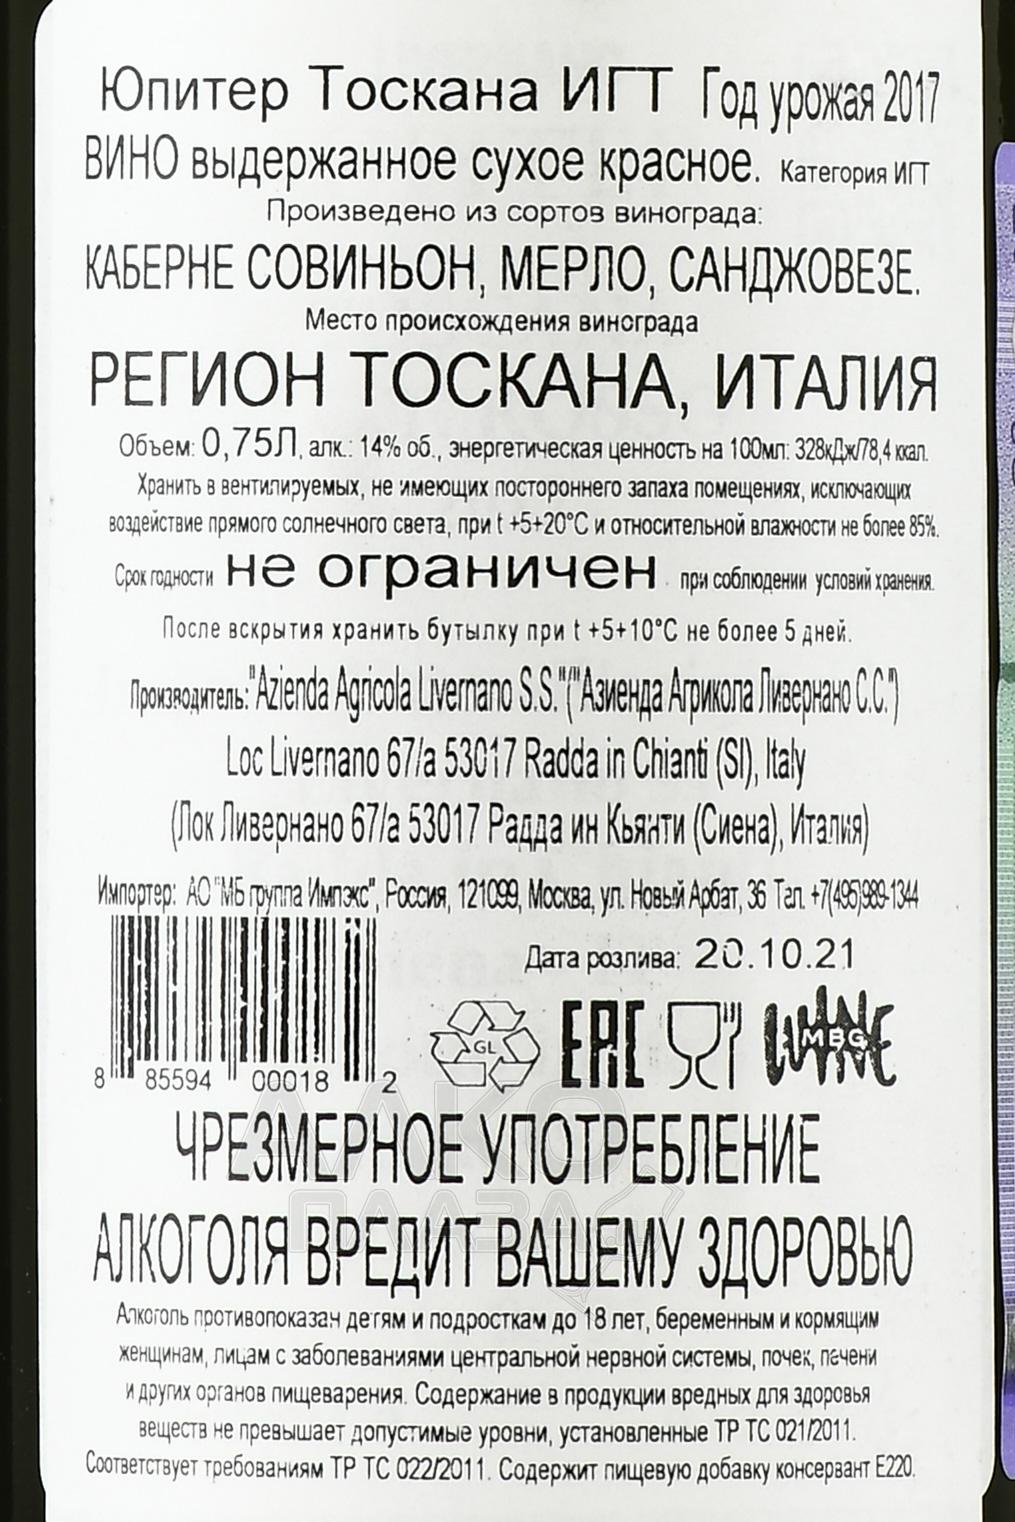 Юпитер Тоскана ИГТ Год урожая 2017
ВИНО выдержанное сухое красное. Категория ИГТ
Произведено из сортов винограда:
КАБЕРНЕ СОВИНЬОН, МЕРЛО, САНДЖОВЕЗЕ.
Место происхождения винограда
РЕГИОН ТОСКАНА, ИТАЛИЯ
Объем: 0,75Л, алк.: 14% об., энергетическая ценность на 100мл: 328кДж/78,4 ккал.
Хранить в вентилируемых, не имеющих постороннего запаха помещениях, исключающих
воздействие прямого солнечного света, при t +5+20°C и относительной влажности не более 85%.
Срок годности не ограничен при соблюдении условий хранения.
После вскрытия хранить бутылку при t +5+10°C не более 5 дней.
Производитель: "Azienda Agricola Livernano S.S."("Азиенда Агрикола Ливернано С.С.")
Loc Livernano 67/a 53017 Radda in Chianti (SI), Italy
(Лок Ливернано 67/а 53017 Радда ин Кьянти (Сиена), Италия)
Импортер: АО "МБ группа Импэкс", Россия, 121099, Москва, ул. Новый Арбат, 36 Тел. +7(495)989-1344
Дата розлива: 20.10.21
GL EAC WINE MBG
8 85594 00018 2
ЧРЕЗМЕРНОЕ УПОТРЕБЛЕНИЕ
АЛКОГОЛЯ ВРЕДИТ ВАШЕМУ ЗДОРОВЬЮ
АЛКО
ПЛАЗА
Алкоголь противопоказан детям и подросткам до 18 лет, беременным и кормящим
женщинам, лицам с заболеваниями центральной нервной системы, почек, печени
и других органов пищеварения. Содержание в продукции вредных для здоровья
веществ не превышает допустимые уровни, установленные ТР ТС 021/2011.
Соответствует требованиям ТР ТС 022/2011. Содержит пищевую добавку консервант Е220.